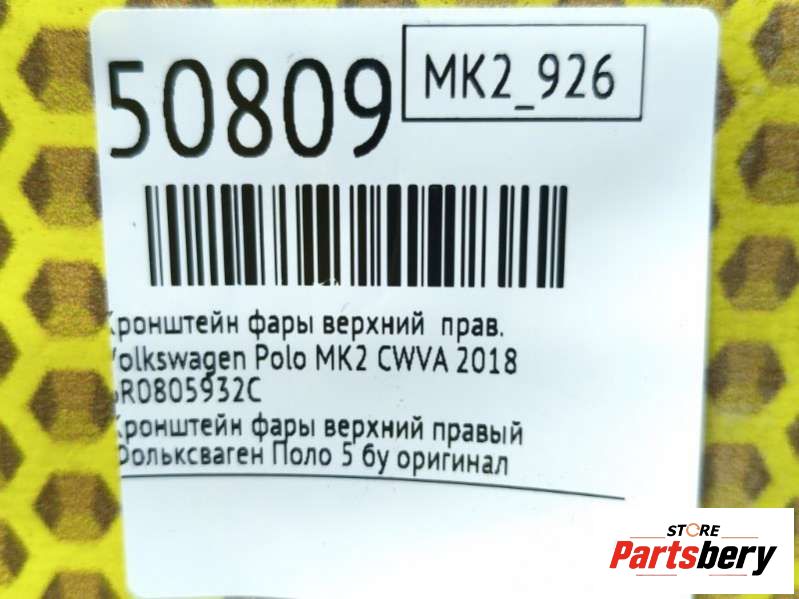 50809
MK2_926
Кронштейн фары верхний прав.
Volkswagen Polo MK2 CWVA 2018
6R0805932C
Кронштейн фары верхний правый
Фольксваген Поло 5 бу оригинал
STORE
Partsbery